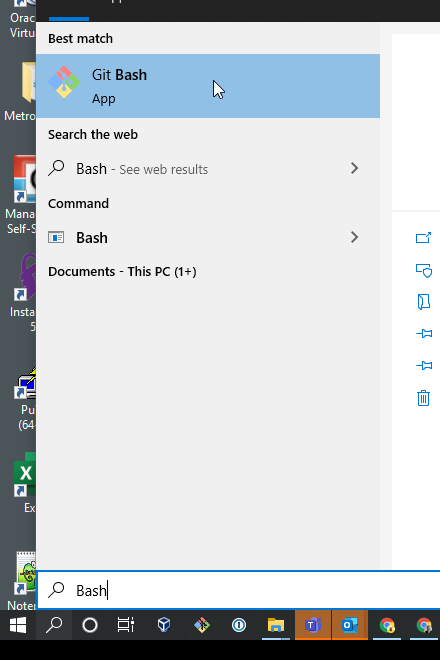 Orac
Virtu
Metro
Mana
Self-S
Insta
5
Pu
(64-
Ex
Noter
Best match
Git Bash
App
Search the web
Bash - See web results
Command
Bash
Documents - This PC (1+)
Bash